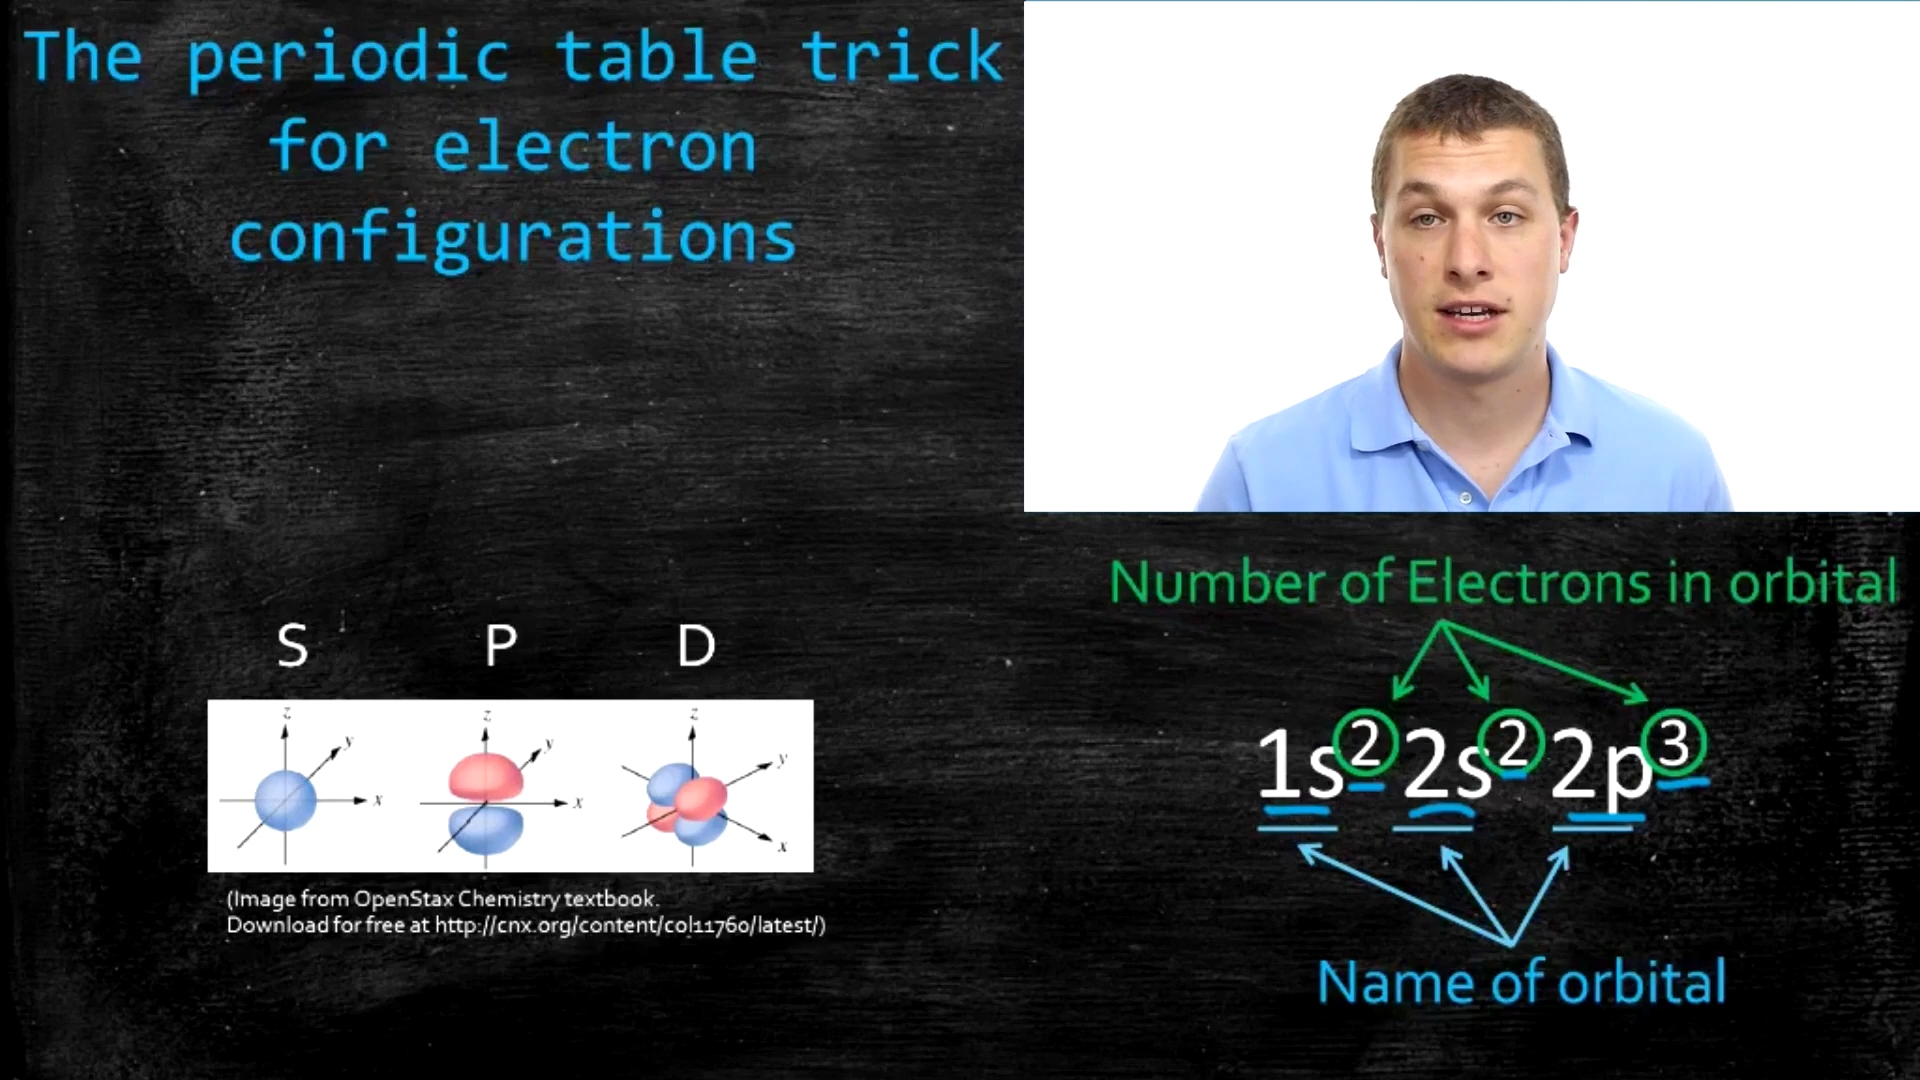 The periodic table trick
for electron
configurations
S P D
z y x z y x z y x
(Image from OpenStax Chemistry textbook.
Download for free at http://cnx.org/content/col11760/latest/)
Number of Electrons in orbital
1s² 2s² 2p³
Name of orbital